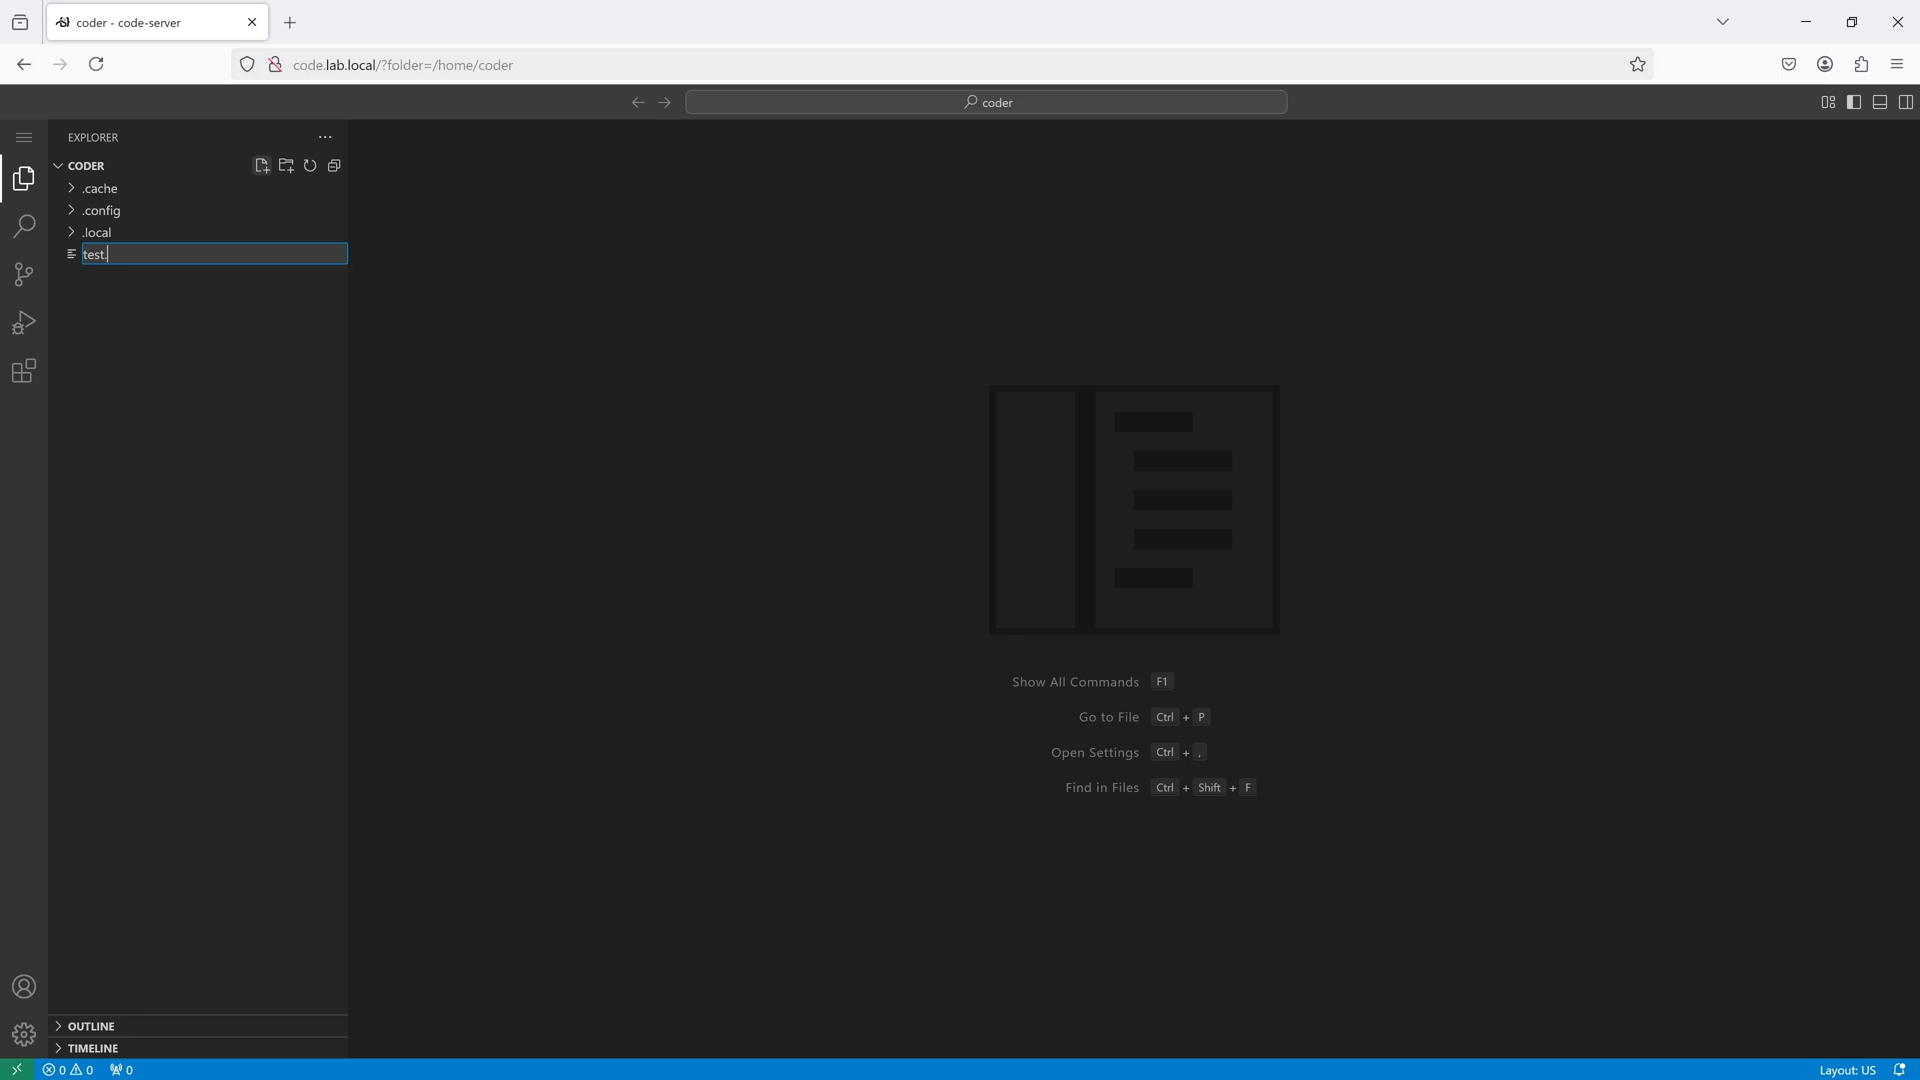 coder - code-server
code.lab.local/?folder=/home/coder
coder
EXPLORER
CODER
.cache
.config
.local
test.
Show All Commands F1
Go to File Ctrl + P
Open Settings Ctrl + ,
Find in Files Ctrl + Shift + F
OUTLINE
TIMELINE
0 0 0 Layout: US